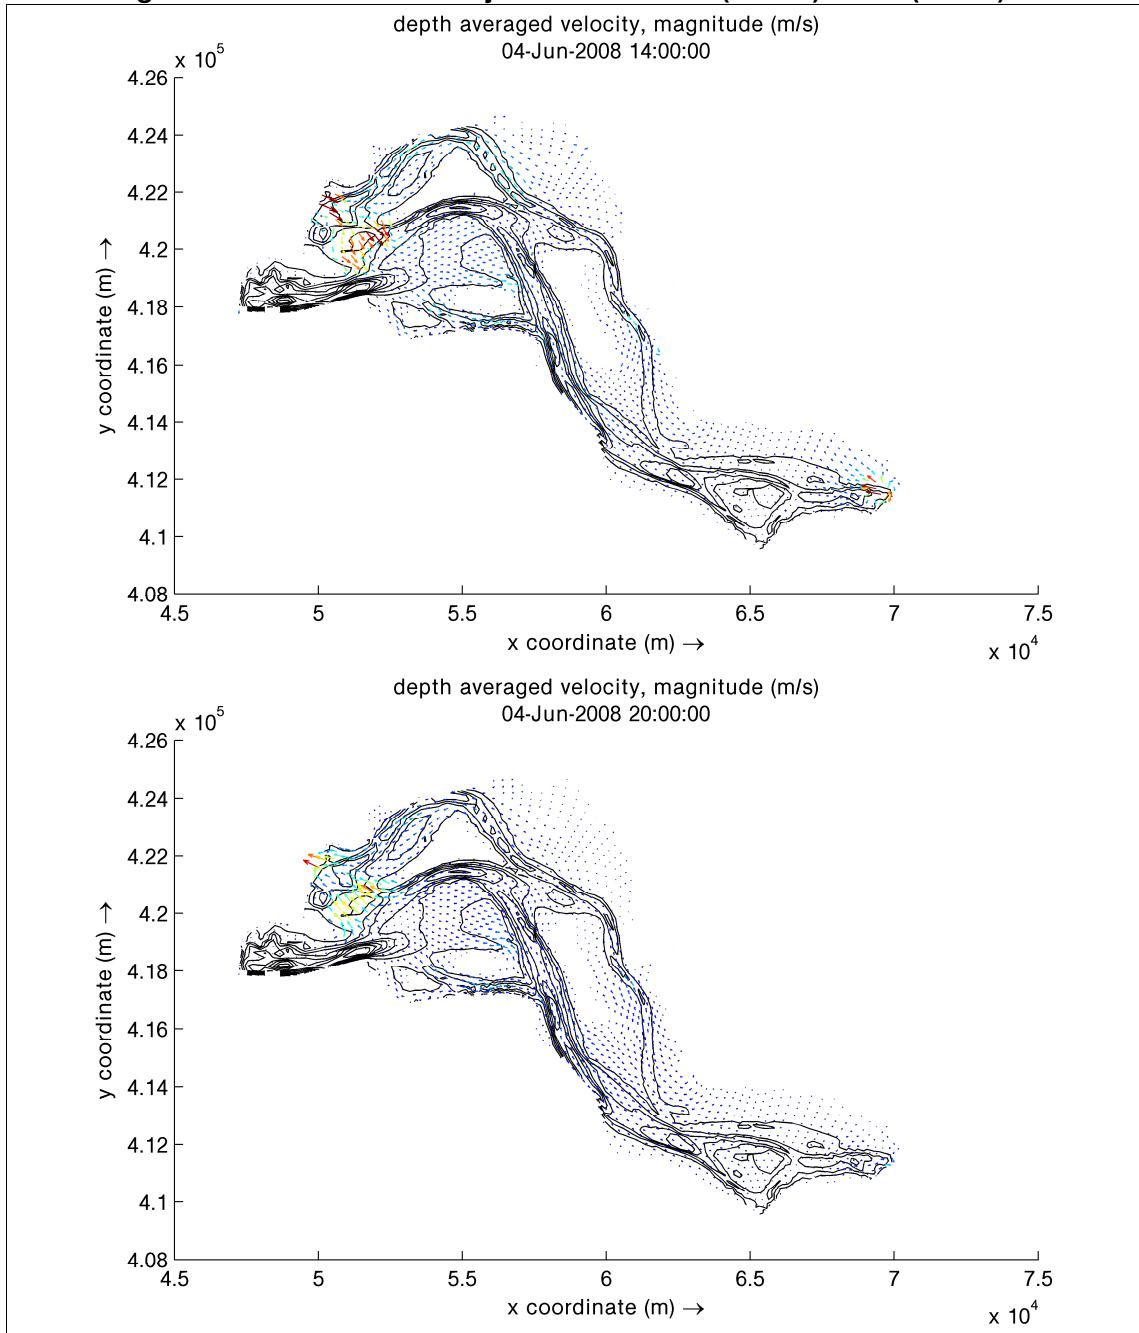 depth averaged velocity, magnitude (m/s)
04-Jun-2008 14:00:00
x 10^5
4.26
4.24
4.22
4.2
4.18
4.16
4.14
4.12
4.1
4.08
y coordinate (m) →
4.5 5 5.5 6 6.5 7 7.5
x coordinate (m) →
x 10^4
depth averaged velocity, magnitude (m/s)
04-Jun-2008 20:00:00
x 10^5
4.26
4.24
4.22
4.2
4.18
4.16
4.14
4.12
4.1
4.08
y coordinate (m) →
4.5 5 5.5 6 6.5 7 7.5
x coordinate (m) →
x 10^4